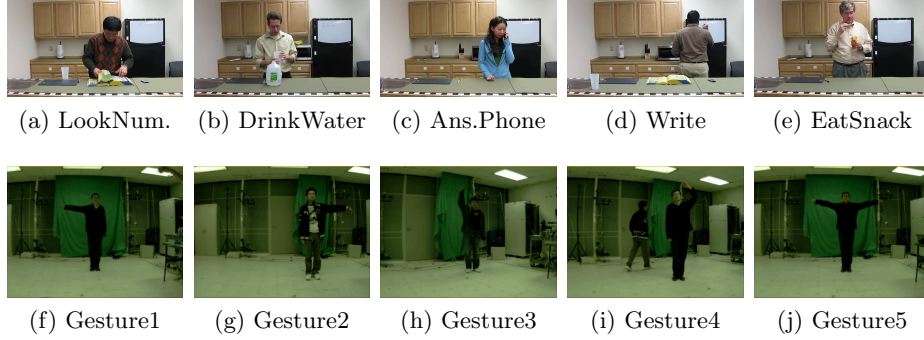 (a) LookNum. (b) DrinkWater (c) Ans.Phone (d) Write (e) EatSnack
(f) Gesture1 (g) Gesture2 (h) Gesture3 (i) Gesture4 (j) Gesture5